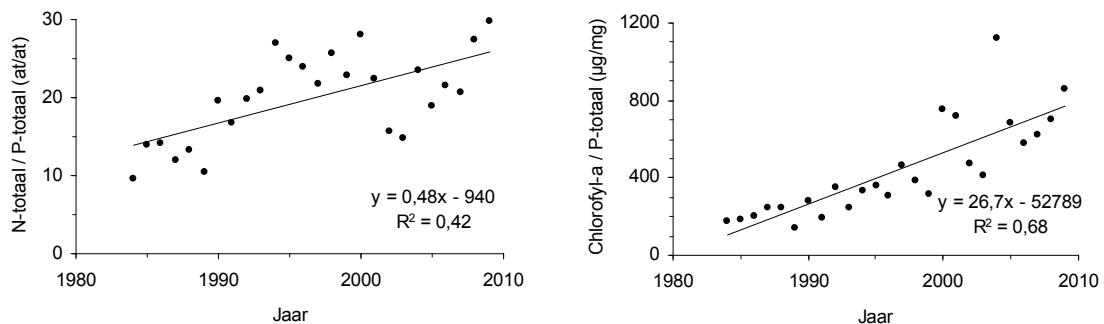 N-totaal / P-totaal (at/at)
30
20
10
0
1980
1990
2000
2010
Jaar
y = 0,48x - 940
R² = 0,42
Chlorofyl-a / P-totaal (µg/mg)
1200
800
400
0
1980
1990
2000
2010
Jaar
y = 26,7x - 52789
R² = 0,68